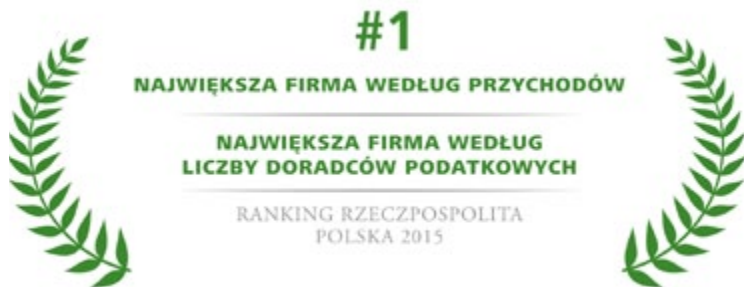 #1
NAJWIĘKSZA FIRMA WEDŁUG PRZYCHODÓW
NAJWIĘKSZA FIRMA WEDŁUG
LICZBY DORADCÓW PODATKOWYCH
RANKING RZECZPOSPOLITA
POLSKA 2015